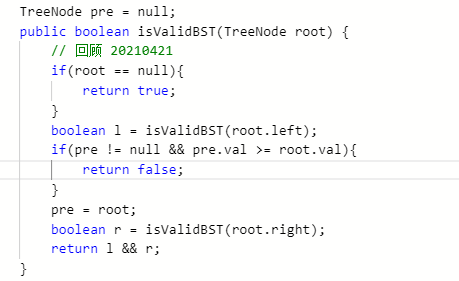 TreeNode pre = null;
public boolean isValidBST(TreeNode root) {
    // 回顾 20210421
    if(root == null){
        return true;
    }
    boolean l = isValidBST(root.left);
    if(pre != null && pre.val >= root.val){
        return false;
    }
    pre = root;
    boolean r = isValidBST(root.right);
    return l && r;
}